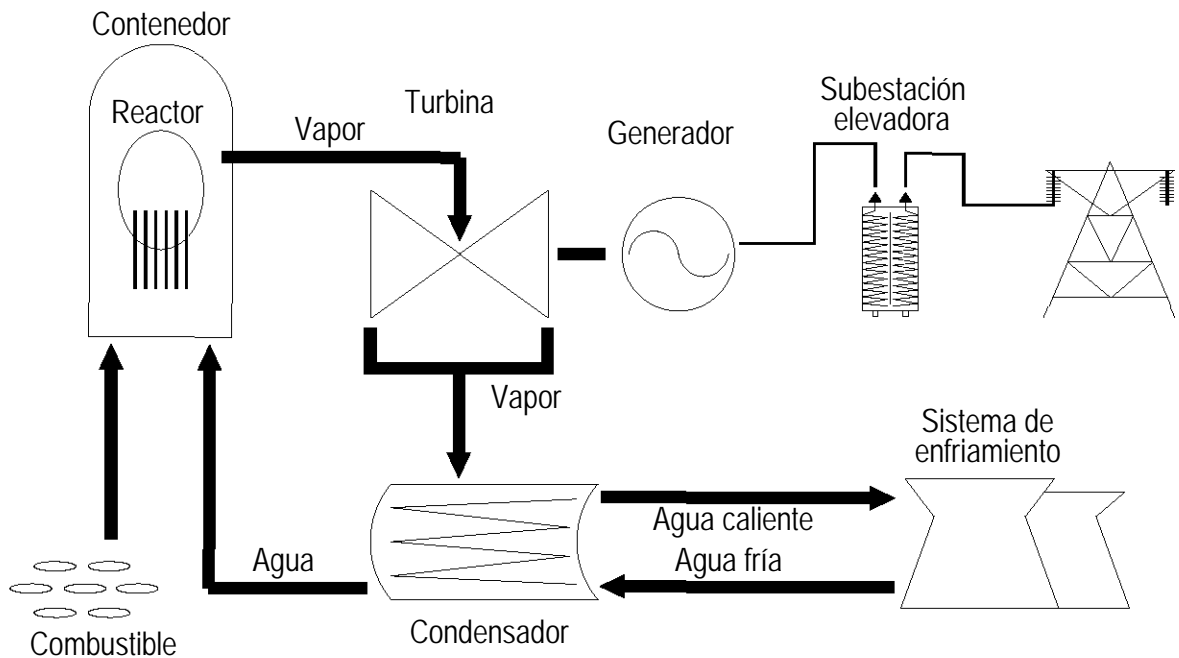 Contenedor
Reactor
Vapor
Turbina
Generador
Subestación
elevadora
Vapor
Sistema de
enfriamiento
Agua caliente
Agua fría
Agua
Condensador
Combustible